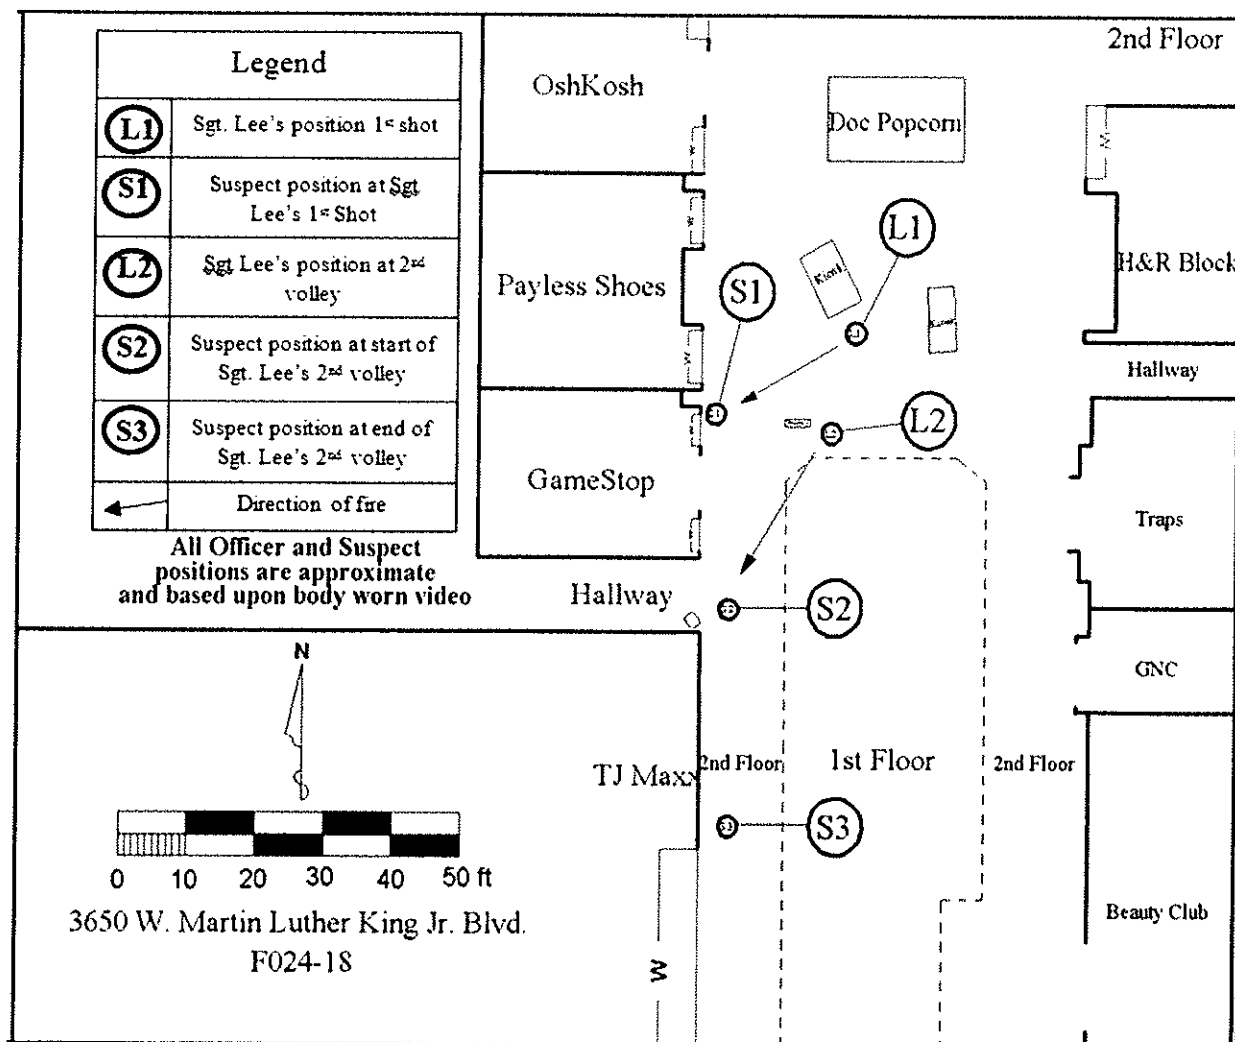 Legend
L1
Sgt. Lee's position 1st shot
S1
Suspect position at Sgt
Lee's 1st Shot
L2
Sgt Lee's position at 2nd
volley
S2
Suspect position at start of
Sgt. Lee's 2nd volley
S3
Suspect position at end of
Sgt. Lee's 2nd volley
Direction of fire
All Officer and Suspect
positions are approximate
and based upon body worn video
2nd Floor
OshKosh
Doc Popcorn
W
W
L1
Payless Shoes
W
S1
H&R Block
W
Hallway
L2
GameStop
Traps
Hallway
S2
GNC
N
TJ Maxx
2nd Floor
1st Floor
2nd Floor
S3
0 10 20 30 40 50 ft
3650 W. Martin Luther King Jr. Blvd.
F024-18
Beauty Club
W